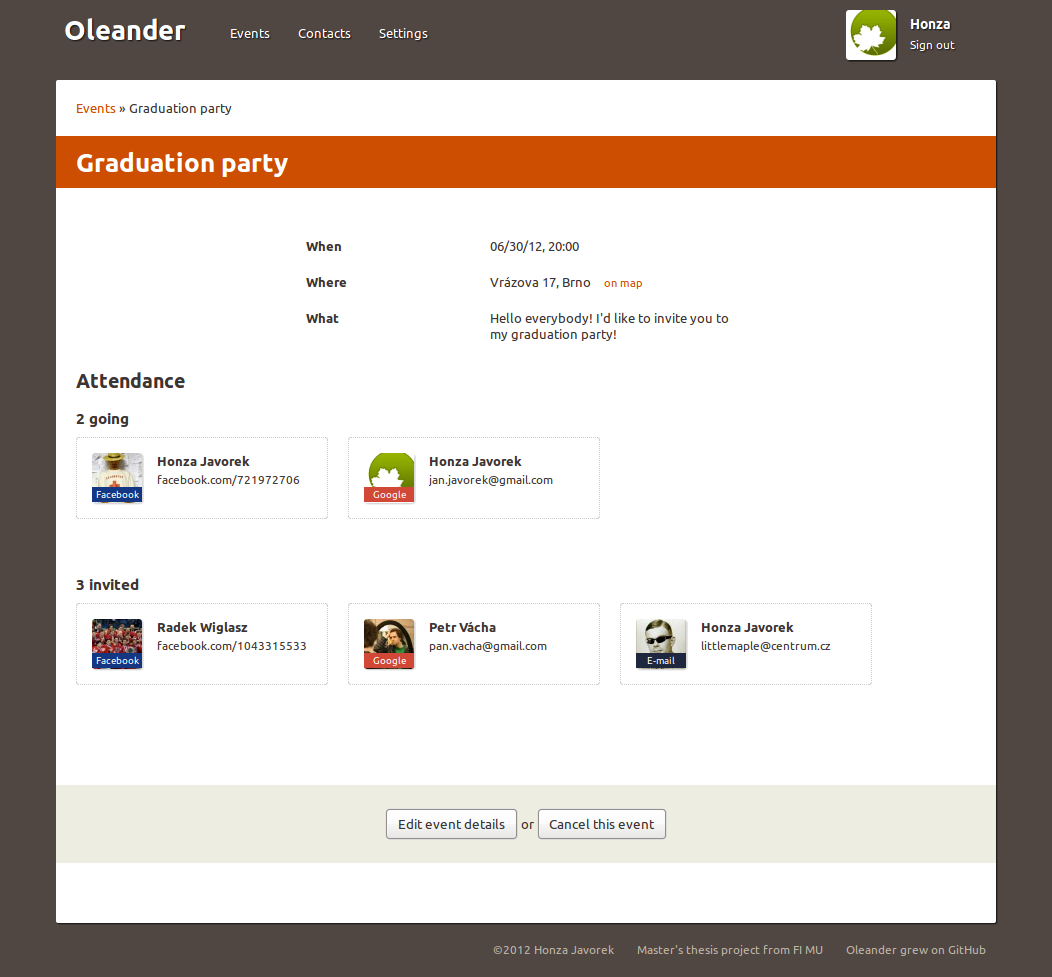 Oleander
Events Contacts Settings
Honza
Sign out
Events » Graduation party
Graduation party
When 06/30/12, 20:00
Where Vrázova 17, Brno on map
What Hello everybody! I'd like to invite you to
my graduation party!
Attendance
2 going
Honza Javorek
facebook.com/721972706
Facebook
Honza Javorek
jan.javorek@gmail.com
Google
3 invited
Radek Wiglasz
facebook.com/1043315533
Facebook
Petr Vácha
pan.vacha@gmail.com
Google
Honza Javorek
littlemaple@centrum.cz
E-mail
Edit event details or Cancel this event
©2012 Honza Javorek Master's thesis project from FI MU Oleander grew on GitHub